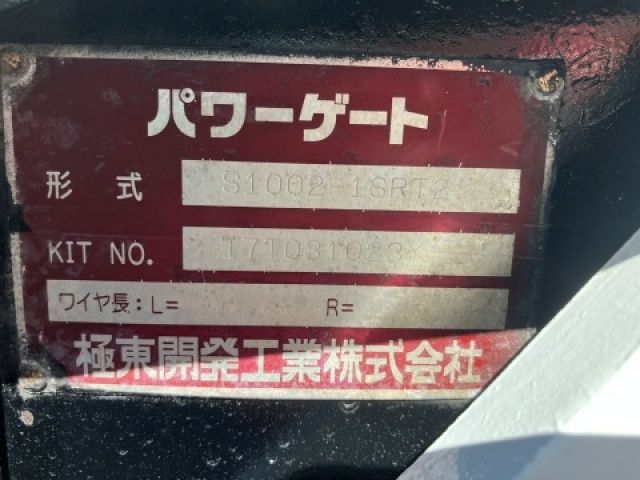 パワーゲート
形 式 S1002-1SRT2
KIT NO. T7T031023X
ワイヤ長:L= R=
極東開発工業株式会社